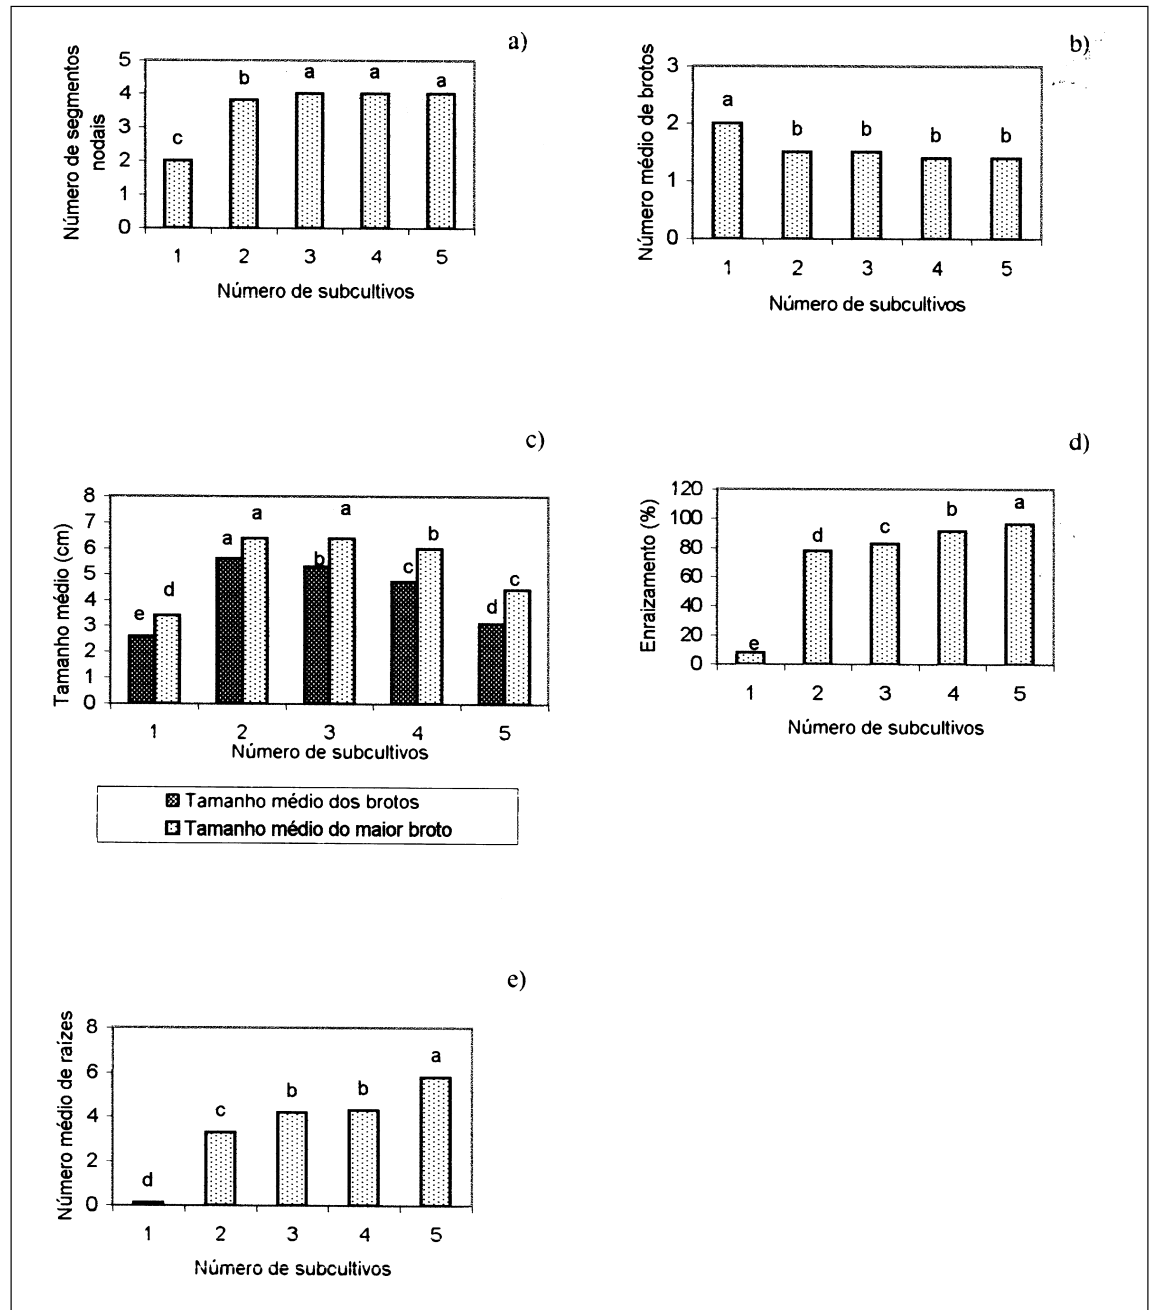 a)
Número de segmentos
nodais
5
4
3
2
1
0
c
b
a
a
a
1 2 3 4 5
Número de subcultivos
b)
Número médio de brotos
3
2
1
0
a
b
b
b
b
1 2 3 4 5
Número de subcultivos
c)
Tamanho médio (cm)
8
7
6
5
4
3
2
1
0
e
d
a
a
b
a
c
b
d
c
1 2 3 4 5
Número de subcultivos
Tamanho médio dos brotos
Tamanho médio do maior broto
d)
Enraizamento (%)
120
100
80
60
40
20
0
e
d
c
b
a
1 2 3 4 5
Número de subcultivos
e)
Número médio de raízes
8
6
4
2
0
d
c
b
b
a
1 2 3 4 5
Número de subcultivos